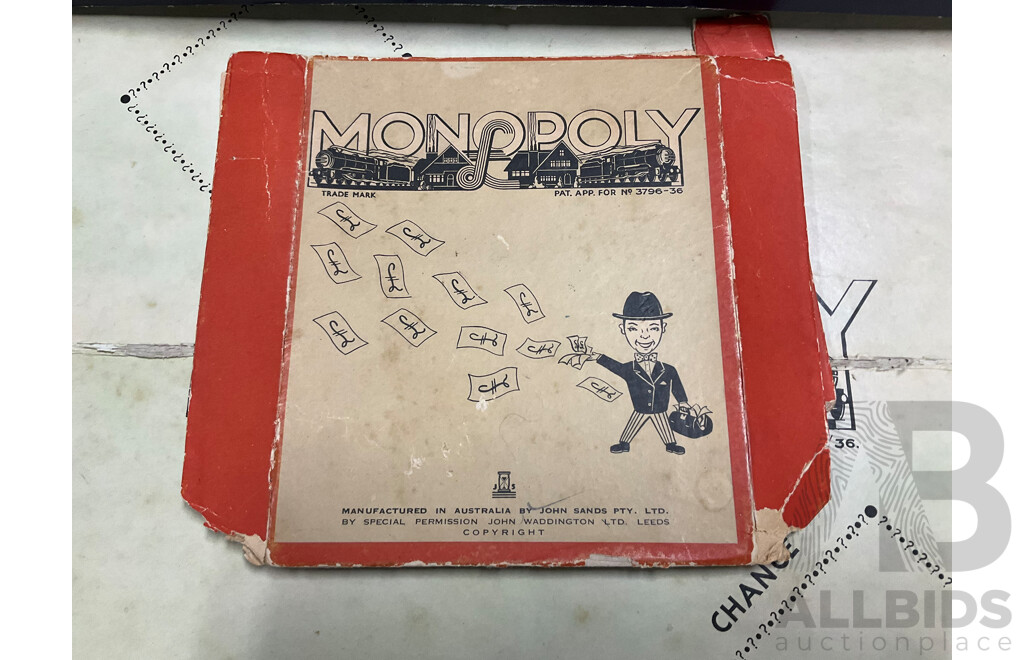 MONOPOLY
TRADE MARK
PAT. APP. FOR Nº 3796-36
J S
MANUFACTURED IN AUSTRALIA BY JOHN SANDS PTY. LTD.
BY SPECIAL PERMISSION JOHN WADDINGTON LTD. LEEDS
COPYRIGHT
Y
36.
CHANCE
B
ALLBIDS
auctionplace